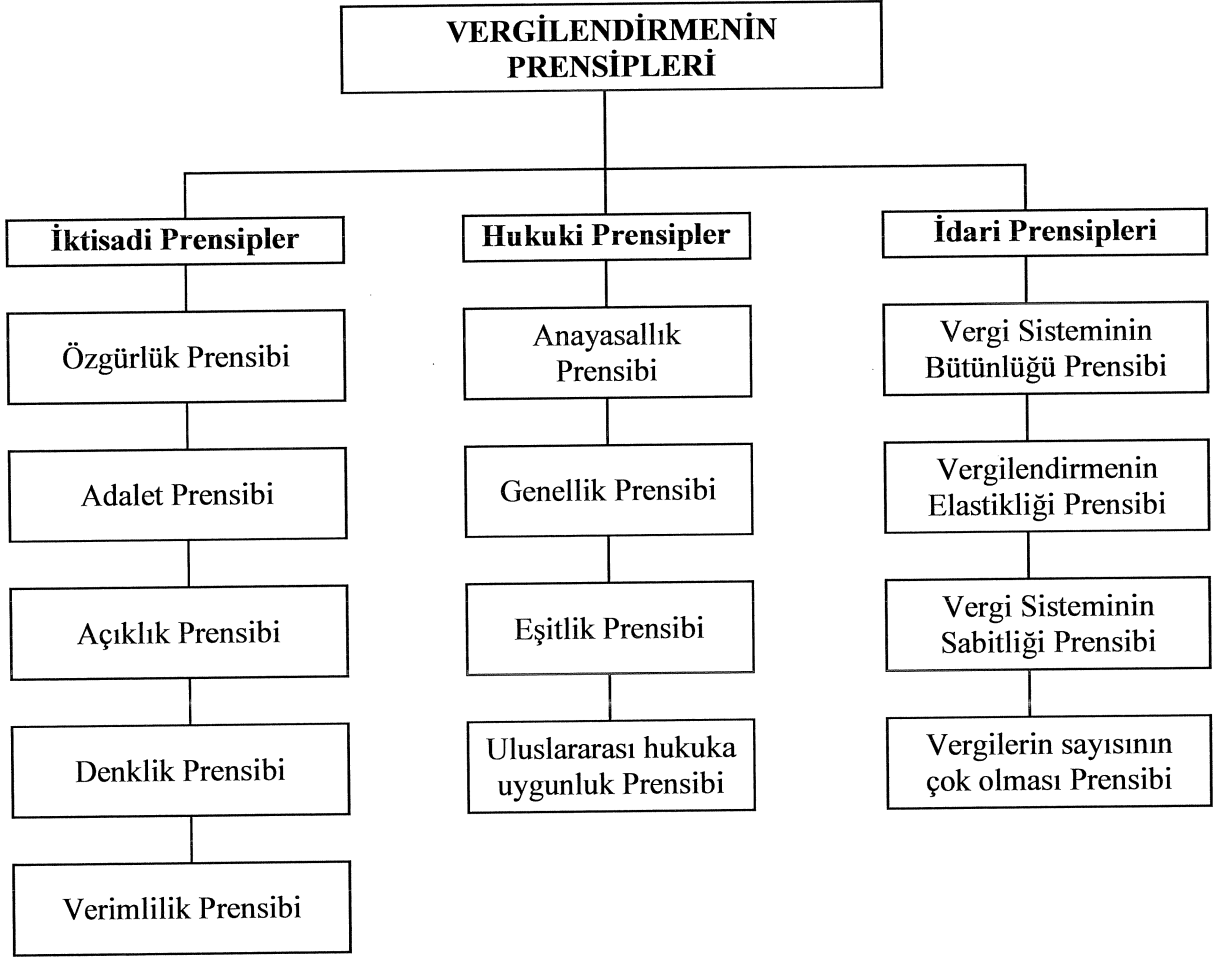 VERGİLENDİRMENİN
PRENSİPLERİ
İktisadi Prensipler
Özgürlük Prensibi
Adalet Prensibi
Açıklık Prensibi
Denklik Prensibi
Verimlilik Prensibi
Hukuki Prensipler
Anayasallık
Prensibi
Genellik Prensibi
Eşitlik Prensibi
Uluslararası hukuka
uygunluk Prensibi
İdari Prensipleri
Vergi Sisteminin
Bütünlüğü Prensibi
Vergilendirmenin
Elastikliği Prensibi
Vergi Sisteminin
Sabitliği Prensibi
Vergilerin sayısının
çok olması Prensibi